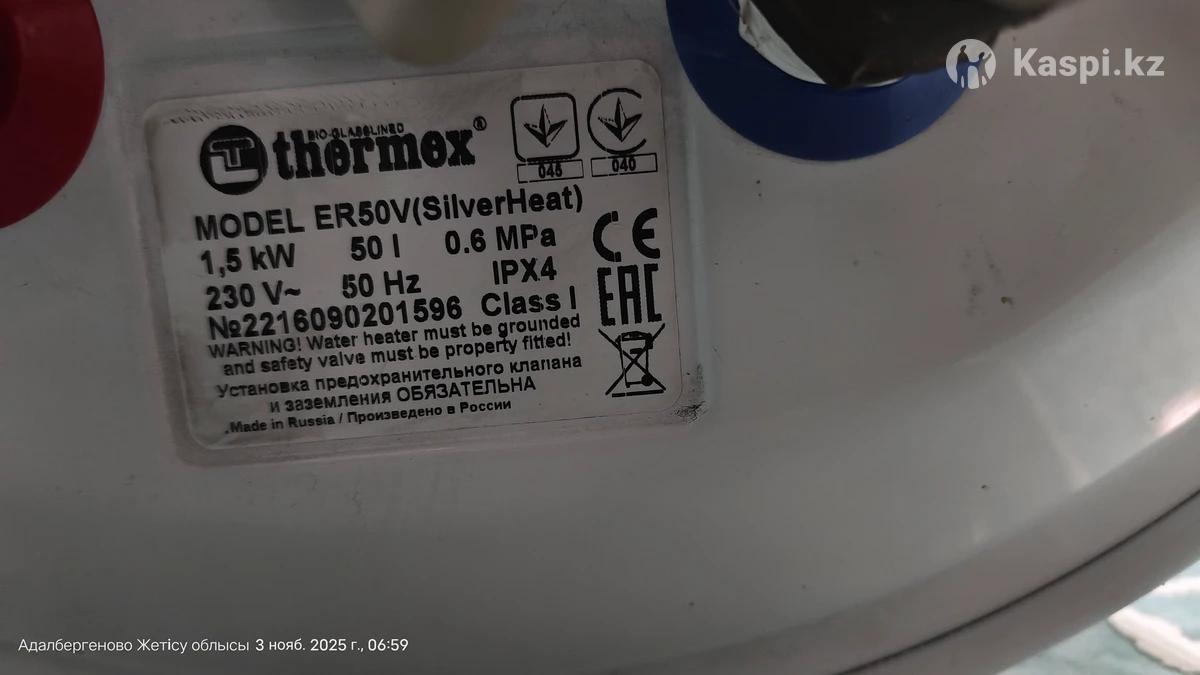 Kaspi.kz
BIO-GLASSLINED
thermex®
045 040
MODEL ER50V(SilverHeat)
1,5 kW 50 l 0.6 MPa
230 V~ 50 Hz IPX4
№2216090201596 Class I
WARNING! Water heater must be grounded
and safety valve must be property fitted!
Установка предохранительного клапана
и заземления ОБЯЗАТЕЛЬНА
Made in Russia / Произведено в России
CE
EAC
Адалбергеново Жетісу облысы 3 нояб. 2025 г., 06:59